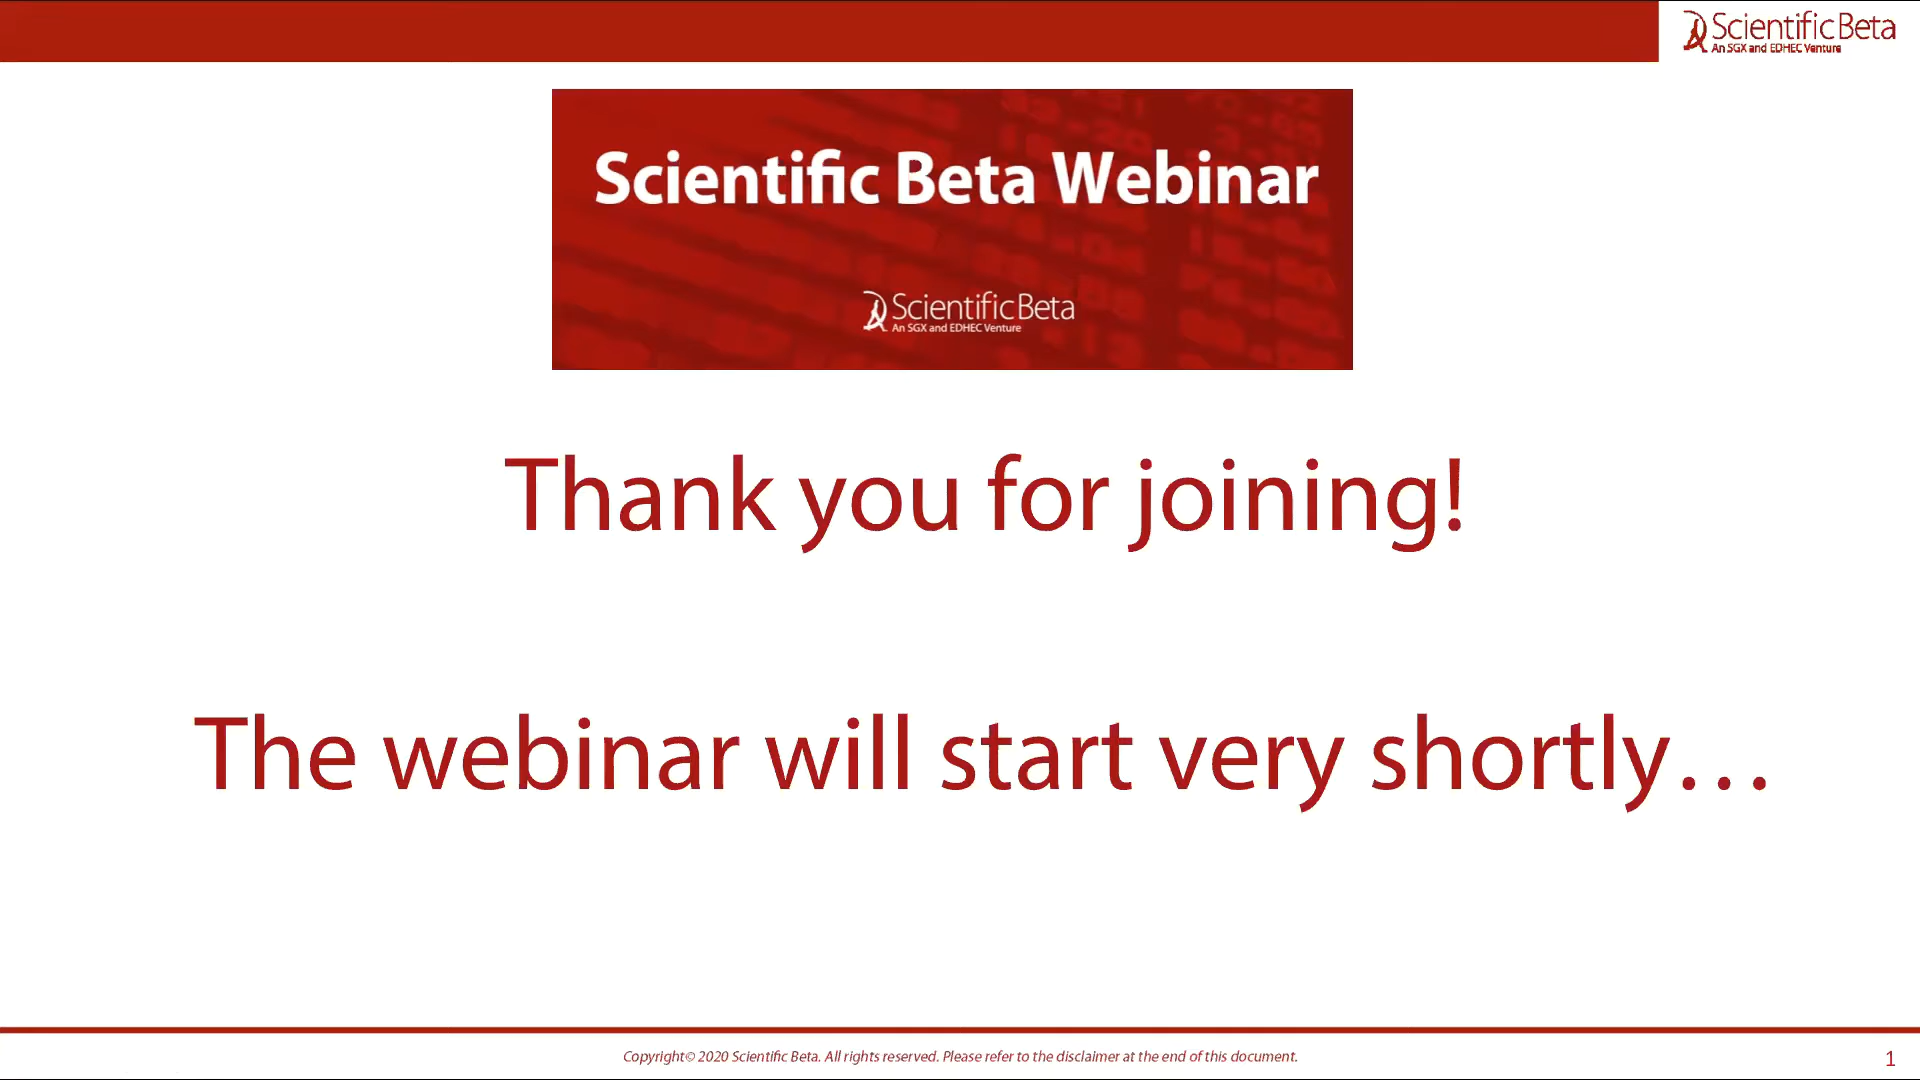 Scientific Beta
An SGX and EDHEC Venture
Scientific Beta Webinar
Scientific Beta
An SGX and EDHEC Venture
Thank you for joining!
The webinar will start very shortly…
Copyright© 2020 Scientific Beta. All rights reserved. Please refer to the disclaimer at the end of this document.
1